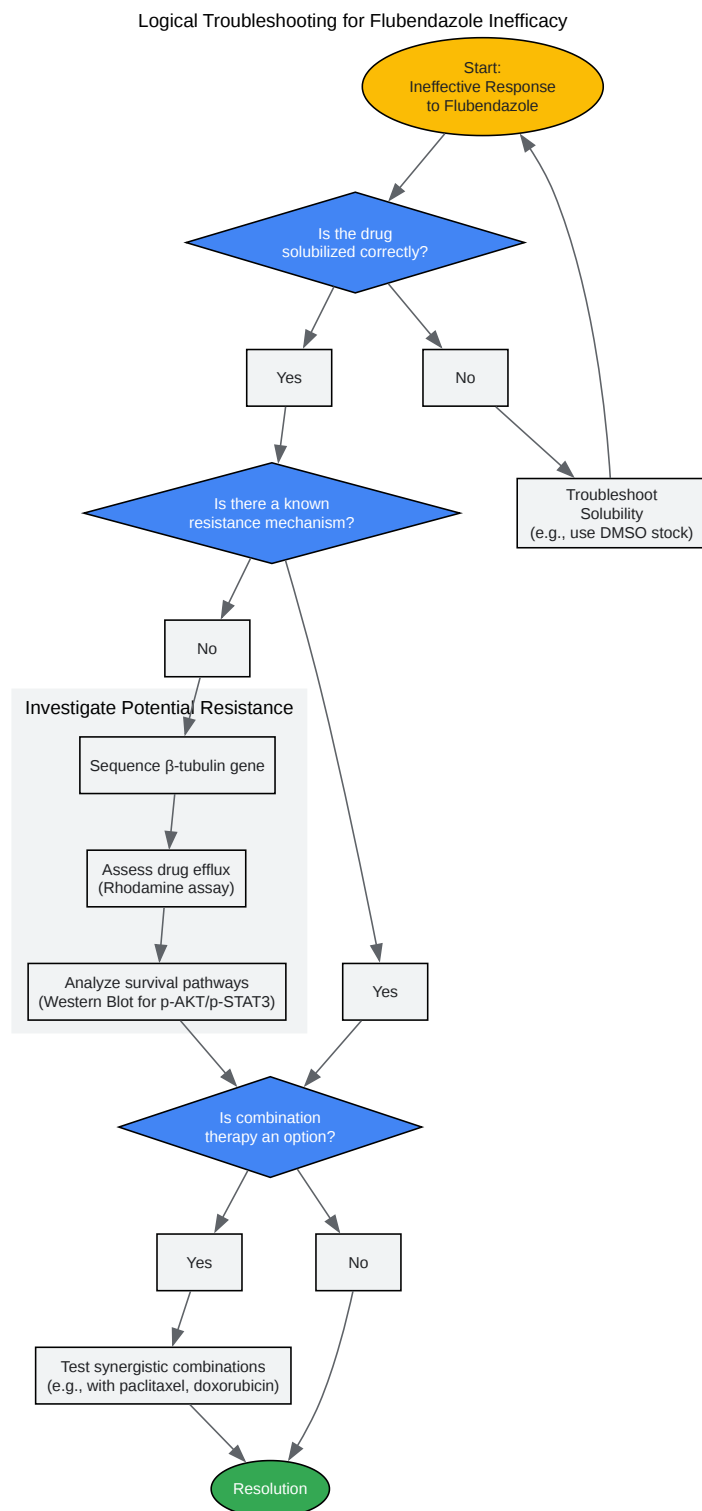 Logical Troubleshooting for Flubendazole Inefficacy
Start:
Ineffective Response
to Flubendazole
Is the drug
solubilized correctly?
Yes
No
Is there a known
resistance mechanism?
Troubleshoot
Solubility
(e.g., use DMSO stock)
No
Investigate Potential Resistance
Sequence β-tubulin gene
Assess drug efflux
(Rhodamine assay)
Analyze survival pathways
(Western Blot for p-AKT/p-STAT3)
Yes
Is combination
therapy an option?
Yes
No
Test synergistic combinations
(e.g., with paclitaxel, doxorubicin)
Resolution